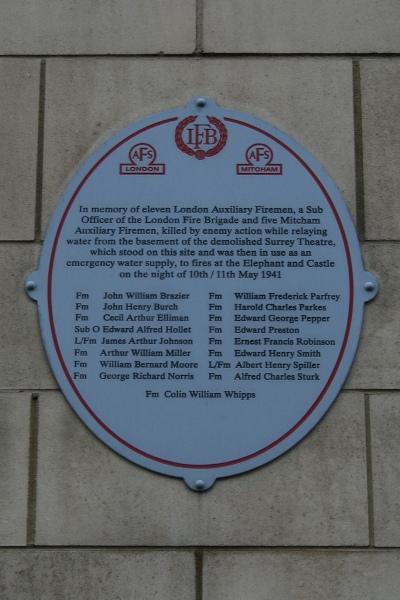 LFB
AFS
LONDON
AFS
MITCHAM
In memory of eleven London Auxiliary Firemen, a Sub
Officer of the London Fire Brigade and five Mitcham
Auxiliary Firemen, killed by enemy action while relaying
water from the basement of the demolished Surrey Theatre,
which stood on this site and was then in use as an
emergency water supply, to fires at the Elephant and Castle
on the night of 10th / 11th May 1941
Fm John William Brazier
Fm John Henry Burch
Fm Cecil Arthur Elliman
Sub O Edward Alfred Hollet
L/Fm James Arthur Johnson
Fm Arthur William Miller
Fm William Bernard Moore
Fm George Richard Norris
Fm William Frederick Parfrey
Fm Harold Charles Parkes
Fm Edward George Pepper
Fm Edward Preston
Fm Ernest Francis Robinson
Fm Edward Henry Smith
L/Fm Albert Henry Spiller
Fm Alfred Charles Sturk
Fm Colin William Whipps